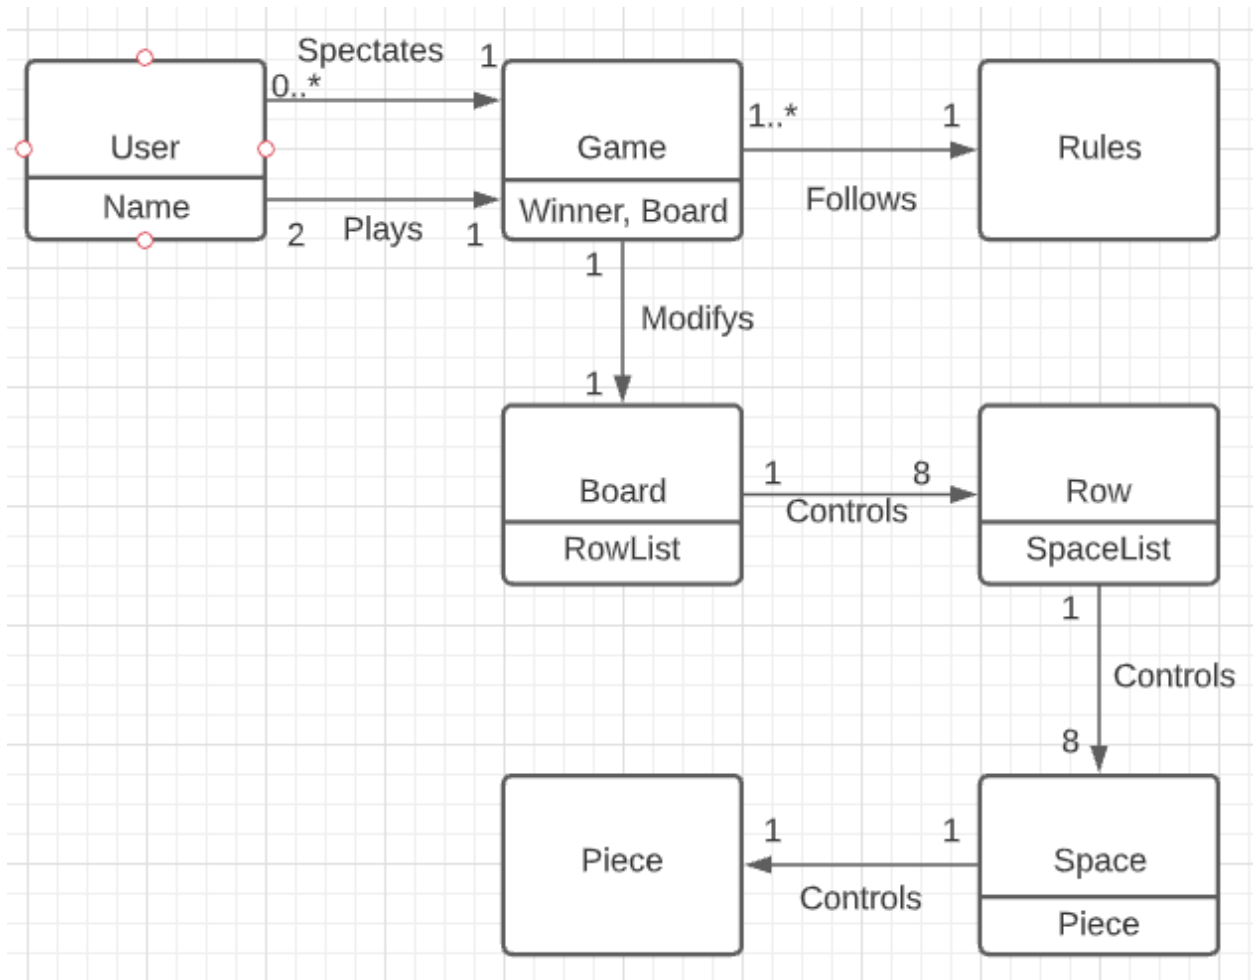 Spectates
0..*
1
User
Name
2
Plays
1
Game
Winner, Board
1..*
1
Follows
Rules
1
Modifys
1
Board
RowList
1
8
Controls
Row
SpaceList
1
Controls
8
Piece
1
1
Controls
Space
Piece